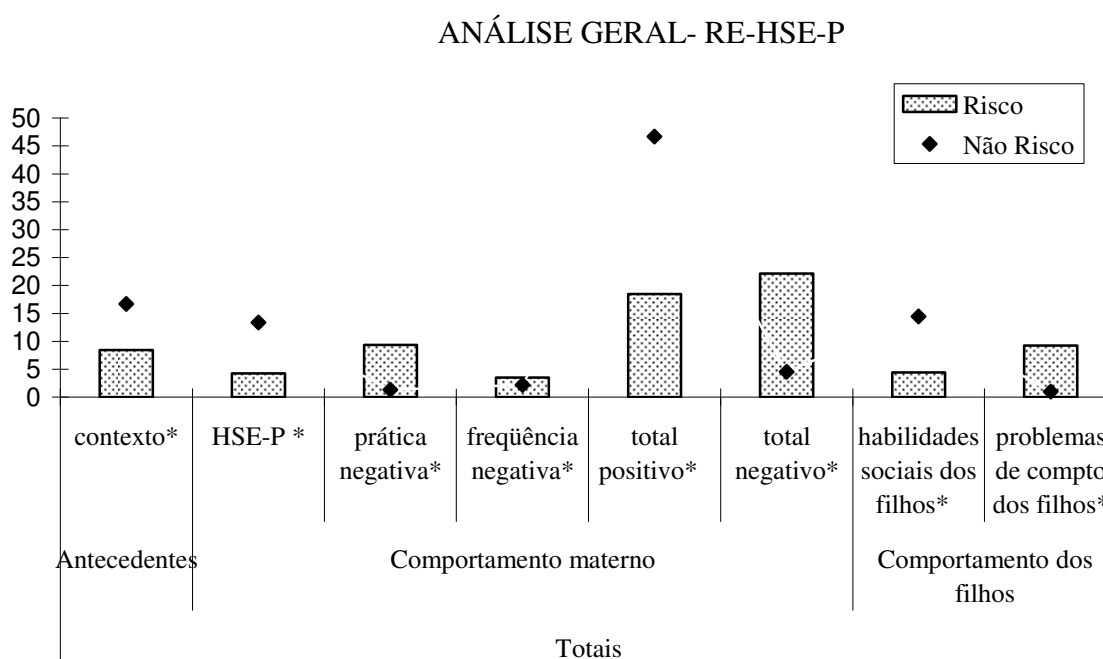 ANÁLISE GERAL- RE-HSE-P
Risco
Não Risco
50
45
40
35
30
25
20
15
10
5
0
contexto*
HSE-P *
prática
negativa*
freqüência
negativa*
total
positivo*
total
negativo*
habilidades
sociais dos
filhos*
problemas
de compto
dos filhos*
Antecedentes
Comportamento materno
Comportamento dos
filhos
Totais